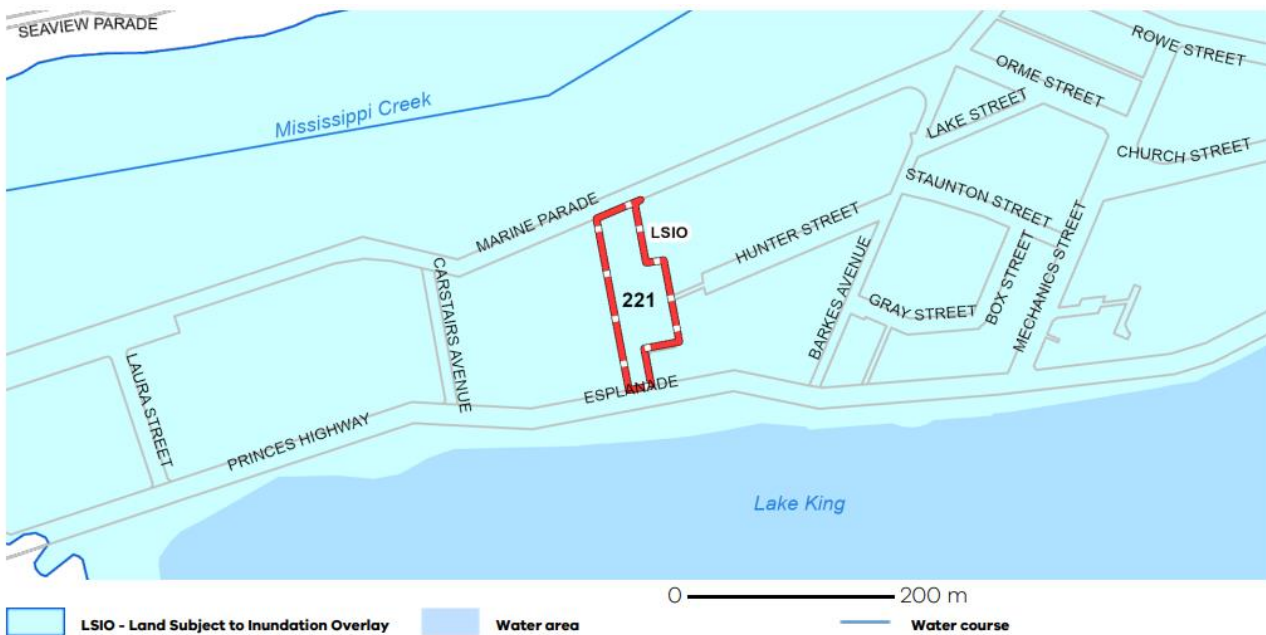 SEAVIEW PARADE
ROWE STREET
ORME STREET
Mississippi Creek
LAKE STREET
CHURCH STREET
STAUNTON STREET
MARINE PARADE
LSIO
HUNTER STREET
CARSTAIRS AVENUE
221
BARKES AVENUE
GRAY STREET
BOX STREET
MECHANICS STREET
LAURA STREET
ESPLANADE
PRINCES HIGHWAY
Lake King
0 200 m
LSIO - Land Subject to Inundation Overlay Water area Water course